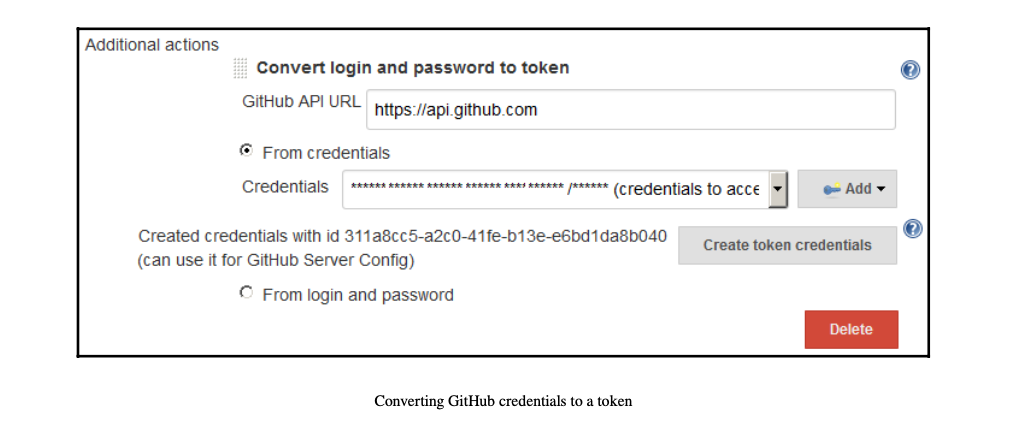 Additional actions
Convert login and password to token
GitHub API URL
https://api.github.com
From credentials
Credentials
****** ****** ****** ****** **** ****** /****** (credentials to acce
Add
Created credentials with id 311a8cc5-a2c0-41fe-b13e-e6bd1da8b040
(can use it for GitHub Server Config)
Create token credentials
From login and password
Delete
Converting GitHub credentials to a token